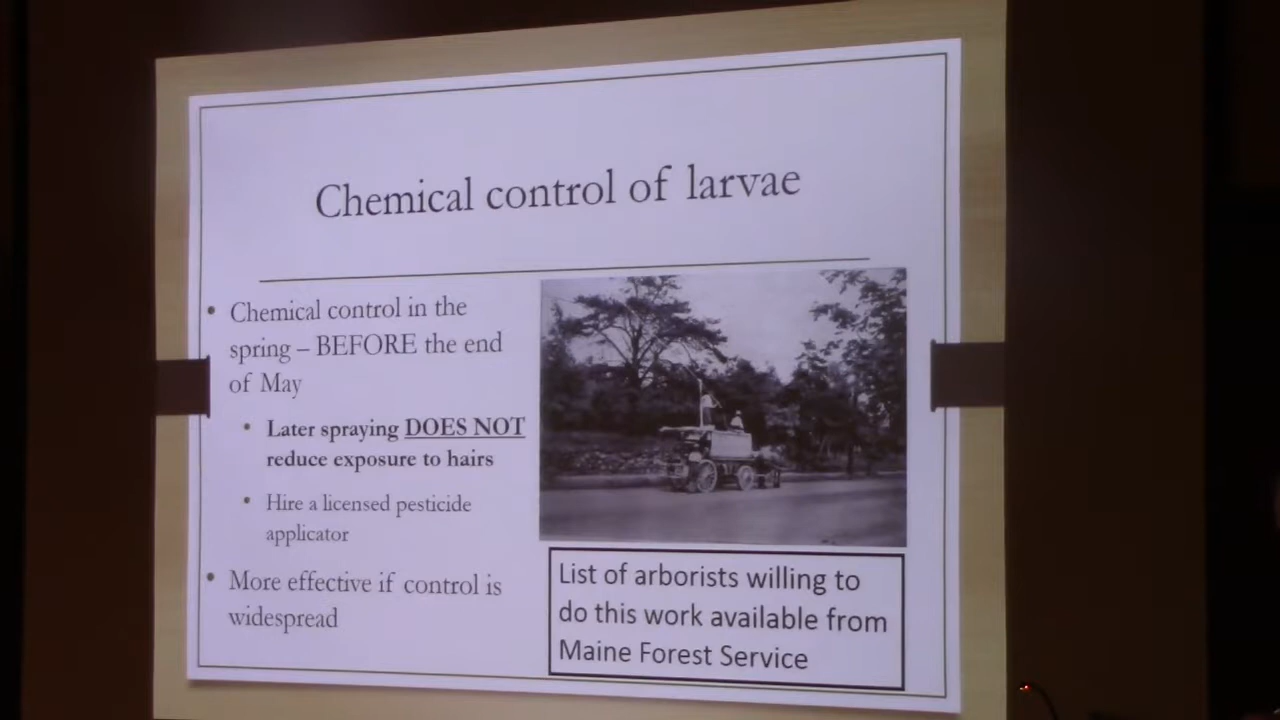 Chemical control of larvae
• Chemical control in the
spring – BEFORE the end
of May
• Later spraying DOES NOT
reduce exposure to hairs
• Hire a licensed pesticide
applicator
• More effective if control is
widespread
List of arborists willing to
do this work available from
Maine Forest Service